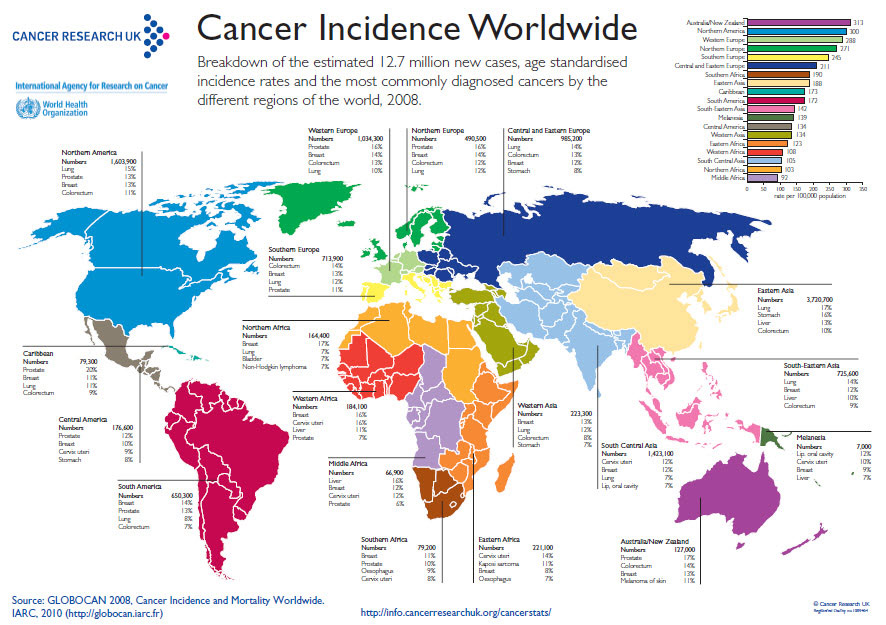 CANCER RESEARCH UK
Cancer Incidence Worldwide
Breakdown of the estimated 12.7 million new cases, age standardised
incidence rates and the most commonly diagnosed cancers by the
different regions of the world, 2008.
International Agency for Research on Cancer
World Health
Organization
Australia/New Zealand 313
Northern America 300
Western Europe 288
Northern Europe 271
Southern Europe 245
Central and Eastern Europe 211
Southern Africa 190
Eastern Asia 188
Caribbean 173
South America 172
South-Eastern Asia 142
Melanesia 139
Central America 134
Western Asia 134
Eastern Africa 123
Western Africa 108
South Central Asia 105
Northern Africa 103
Middle Africa 92
0 50 100 150 200 250 300 350
rate per 100,000 population
Northern America
Numbers 1,603,900
Lung 15%
Prostate 13%
Breast 13%
Colorectum 11%
Western Europe
Numbers 1,034,300
Prostate 16%
Breast 14%
Colorectum 13%
Lung 10%
Northern Europe
Numbers 490,500
Prostate 16%
Breast 14%
Colorectum 12%
Lung 12%
Central and Eastern Europe
Numbers 985,200
Lung 14%
Colorectum 13%
Breast 12%
Stomach 8%
Southern Europe
Numbers 713,900
Colorectum 14%
Breast 13%
Lung 12%
Prostate 11%
Eastern Asia
Numbers 3,720,700
Lung 17%
Stomach 16%
Liver 13%
Colorectum 10%
Northern Africa
Numbers 164,400
Breast 17%
Lung 7%
Bladder 7%
Non-Hodgkin lymphoma 7%
Caribbean
Numbers 79,300
Prostate 20%
Breast 11%
Lung 11%
Colorectum 9%
South-Eastern Asia
Numbers 725,600
Lung 14%
Breast 12%
Liver 10%
Colorectum 9%
Western Africa
Numbers 184,100
Breast 16%
Cervix uteri 16%
Liver 11%
Prostate 7%
Western Asia
Numbers 223,300
Breast 13%
Lung 12%
Colorectum 8%
Stomach 7%
Central America
Numbers 176,600
Prostate 12%
Breast 10%
Cervix uteri 9%
Stomach 8%
Melanesia
Numbers 7,000
Lip, oral cavity 12%
Cervix uteri 10%
Breast 9%
Liver 7%
South Central Asia
Numbers 1,423,100
Cervix uteri 12%
Breast 12%
Lung 7%
Lip, oral cavity 7%
Middle Africa
Numbers 66,900
Liver 16%
Breast 12%
Cervix uteri 12%
Prostate 6%
South America
Numbers 650,300
Breast 14%
Prostate 13%
Lung 8%
Colorectum 7%
Southern Africa
Numbers 79,200
Breast 11%
Prostate 10%
Oesophagus 9%
Cervix uteri 8%
Eastern Africa
Numbers 221,100
Cervix uteri 14%
Kaposi sarcoma 11%
Breast 8%
Oesophagus 7%
Australia/New Zealand
Numbers 127,000
Prostate 17%
Colorectum 14%
Breast 13%
Melanoma of skin 11%
Source: GLOBOCAN 2008, Cancer Incidence and Mortality Worldwide.
IARC, 2010 (http://globocan.iarc.fr)
http://info.cancerresearchuk.org/cancerstats/
© Cancer Research UK